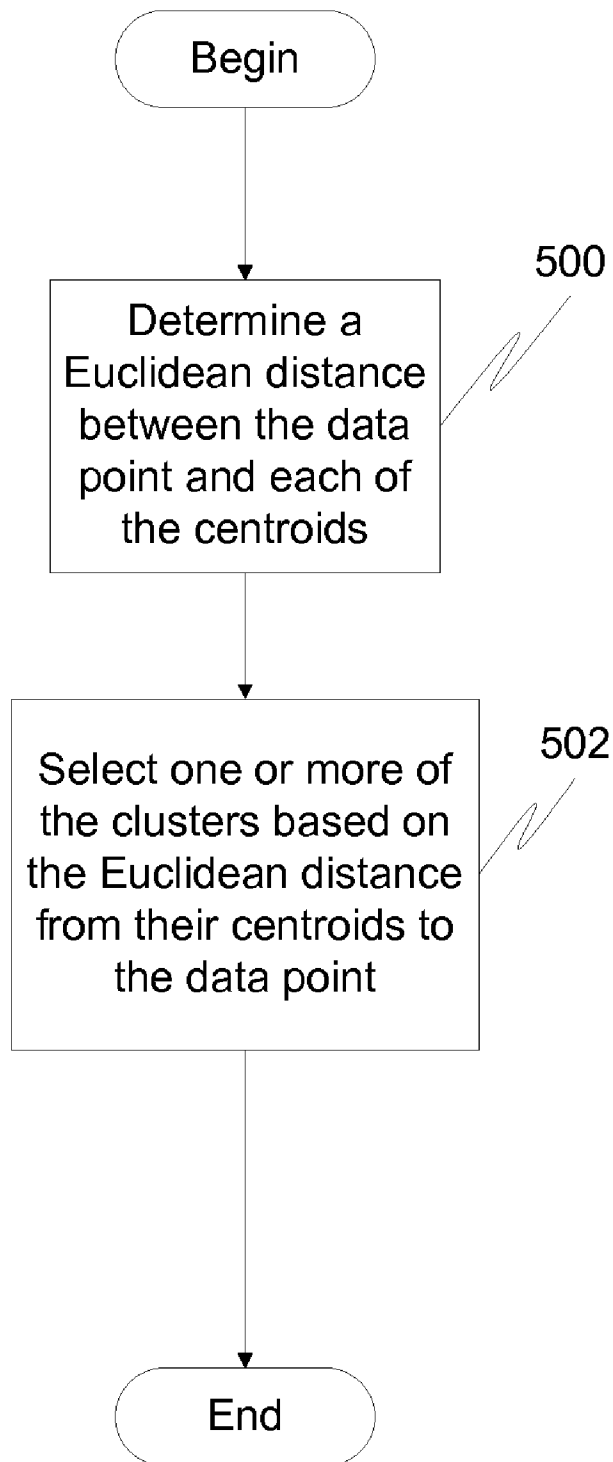 Begin
500
Determine a
Euclidean distance
between the data
point and each of
the centroids
502
Select one or more of
the clusters based on
the Euclidean distance
from their centroids to
the data point
End